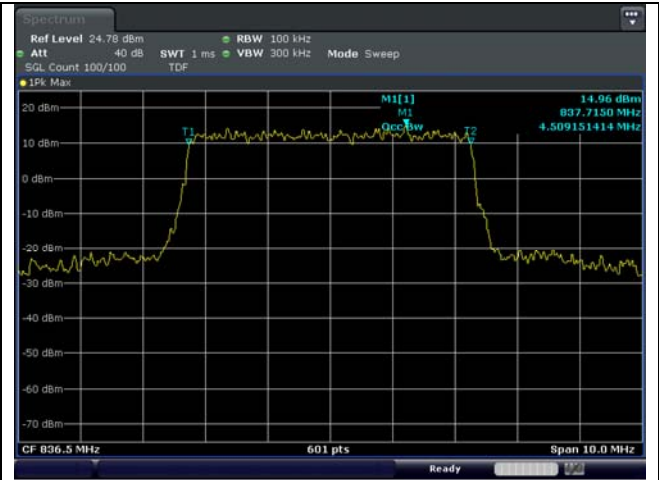 Spectrum
Ref Level 24.78 dBm RBW 100 kHz
Att 40 dB SWT 1 ms VBW 300 kHz Mode Sweep
SGL Count 100/100 TDF
1Pk Max
M1[1] 14.96 dBm
837.7150 MHz
Occ Bw 4.509151414 MHz
M1
T1
T2
20 dBm
10 dBm
0 dBm
-10 dBm
-20 dBm
-30 dBm
-40 dBm
-50 dBm
-60 dBm
-70 dBm
CF 836.5 MHz 601 pts Span 10.0 MHz
Ready